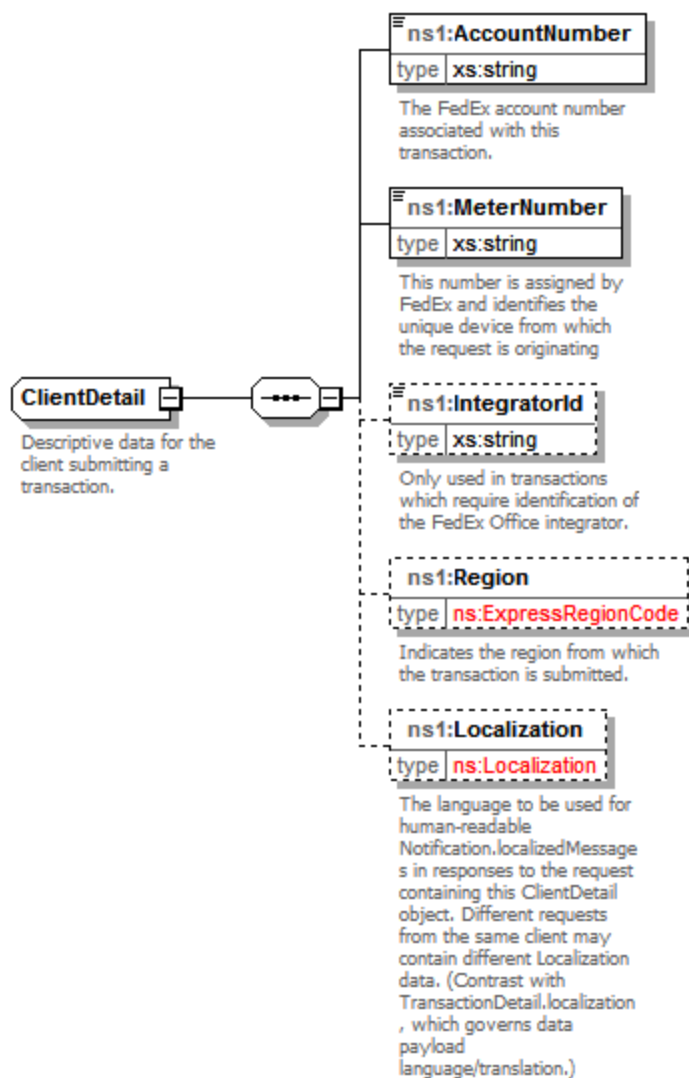 ns1:AccountNumber
type xs:string
The FedEx account number
associated with this
transaction.
ns1:MeterNumber
type xs:string
This number is assigned by
FedEx and identifies the
unique device from which
the request is originating
ClientDetail
Descriptive data for the
client submitting a
transaction.
ns1:IntegratorId
type xs:string
Only used in transactions
which require identification of
the FedEx Office integrator.
ns1:Region
type ns:ExpressRegionCode
Indicates the region from which
the transaction is submitted.
ns1:Localization
type ns:Localization
The language to be used for
human-readable
Notification.localizedMessage
s in responses to the request
containing this ClientDetail
object. Different requests
from the same client may
contain different Localization
data. (Contrast with
TransactionDetail.localization
, which governs data
payload
language/translation.)